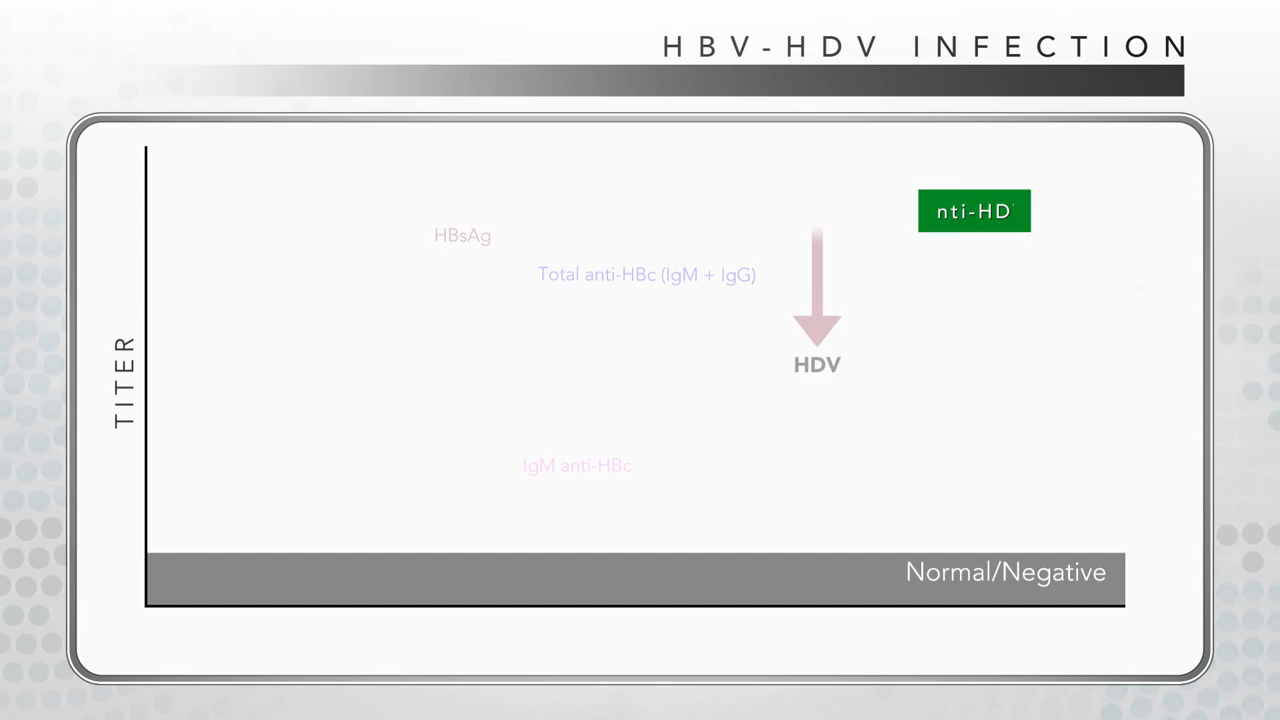 HBV-HDV INFECTION
nti-HD
HBsAg
Total anti-HBc (IgM + IgG)
HDV
TITER
IgM anti-HBc
Normal/Negative